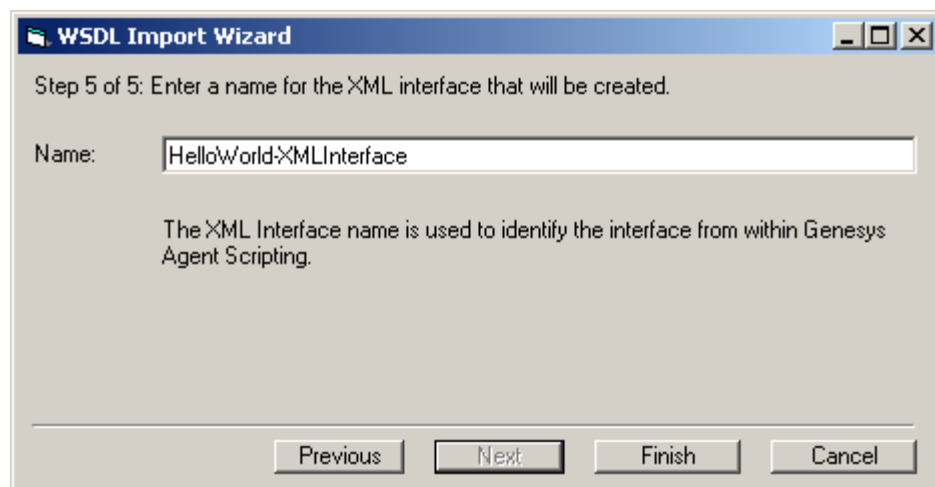 WSDL Import Wizard
Step 5 of 5: Enter a name for the XML interface that will be created.
Name: HelloWorld-XMLInterface
The XML Interface name is used to identify the interface from within Genesys
Agent Scripting.
Previous Next Finish Cancel